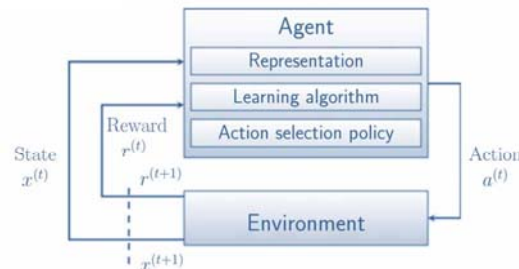 Agent
Representation
Learning algorithm
Action selection policy
Reward
r^(t)
State
x^(t)
r^(t+1)
Action
a^(t)
Environment
x^(t+1)